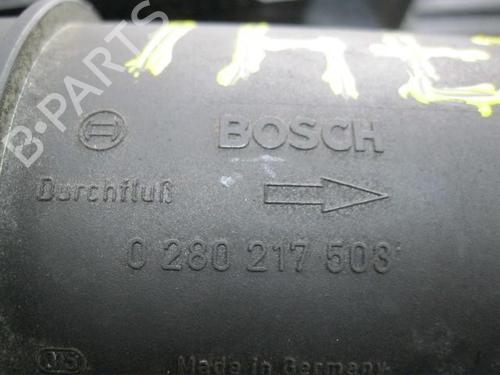 B-PARTS
BOSCH
Durchfluß
0 280 217 503
Made in Germany